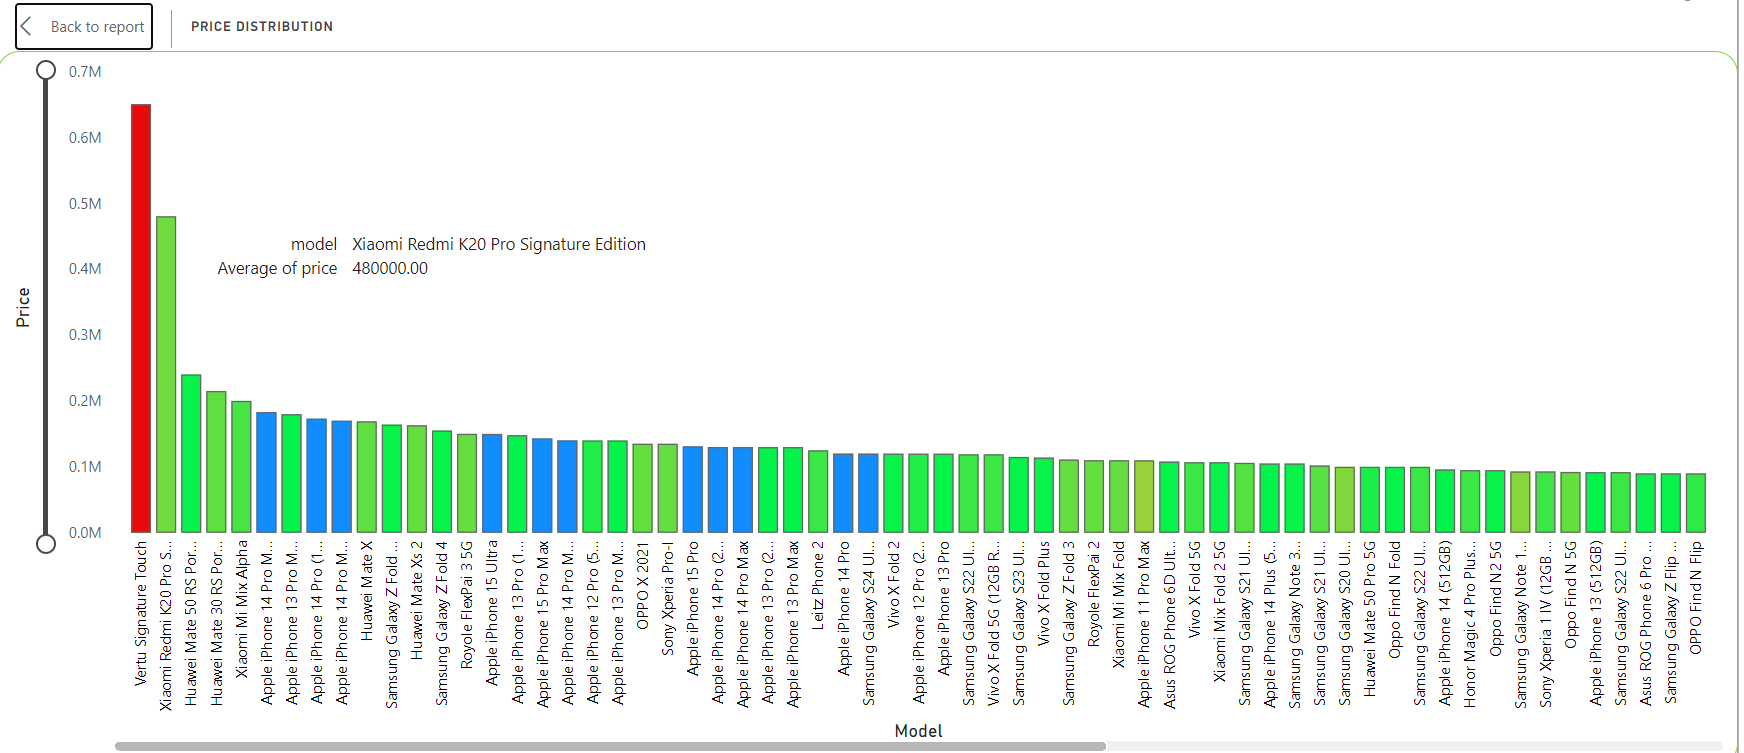 Back to report
PRICE DISTRIBUTION
0.7M
0.6M
0.5M
0.4M
0.3M
0.2M
0.1M
0.0M
Price
model Xiaomi Redmi K20 Pro Signature Edition
Average of price 480000.00
Vertu Signature Touch
Xiaomi Redmi K20 Pro S...
Huawei Mate 50 RS Por...
Huawei Mate 30 RS Por...
Xiaomi Mi Mix Alpha
Apple iPhone 14 Pro M...
Apple iPhone 13 Pro M...
Apple iPhone 14 Pro (1...
Apple iPhone 14 Pro M...
Huawei Mate X
Samsung Galaxy Z Fold ...
Huawei Mate Xs 2
Samsung Galaxy Z Fold 4
Royole FlexPai 3 5G
Apple iPhone 15 Ultra
Apple iPhone 13 Pro (1...
Apple iPhone 15 Pro Max
Apple iPhone 14 Pro M...
Apple iPhone 12 Pro (5...
Apple iPhone 13 Pro M...
OPPO X 2021
Sony Xperia Pro-I
Apple iPhone 15 Pro
Apple iPhone 14 Pro (2...
Apple iPhone 14 Pro Max
Apple iPhone 13 Pro (2...
Apple iPhone 13 Pro Max
Leitz Phone 2
Apple iPhone 14 Pro
Samsung Galaxy S24 Ul...
Vivo X Fold 2
Apple iPhone 12 Pro (2...
Apple iPhone 13 Pro
Samsung Galaxy S22 Ul...
Vivo X Fold 5G (12GB R...
Samsung Galaxy S23 Ul...
Vivo X Fold Plus
Samsung Galaxy Z Fold 3
Royole FlexPai 2
Xiaomi Mi Mix Fold
Apple iPhone 11 Pro Max
Asus ROG Phone 6D Ult...
Vivo X Fold 5G
Xiaomi Mix Fold 2 5G
Samsung Galaxy S21 Ul...
Apple iPhone 14 Plus (5...
Samsung Galaxy Note 3...
Samsung Galaxy S21 Ul...
Samsung Galaxy S20 Ul...
Huawei Mate 50 Pro 5G
Oppo Find N Fold
Samsung Galaxy S22 Ul...
Apple iPhone 14 (512GB)
Honor Magic 4 Pro Plus...
Oppo Find N2 5G
Samsung Galaxy Note 1...
Sony Xperia 1 IV (12GB ...
Oppo Find N 5G
Apple iPhone 13 (512GB)
Samsung Galaxy S22 Ul...
Asus ROG Phone 6 Pro ...
Samsung Galaxy Z Flip ...
OPPO Find N Flip
Model